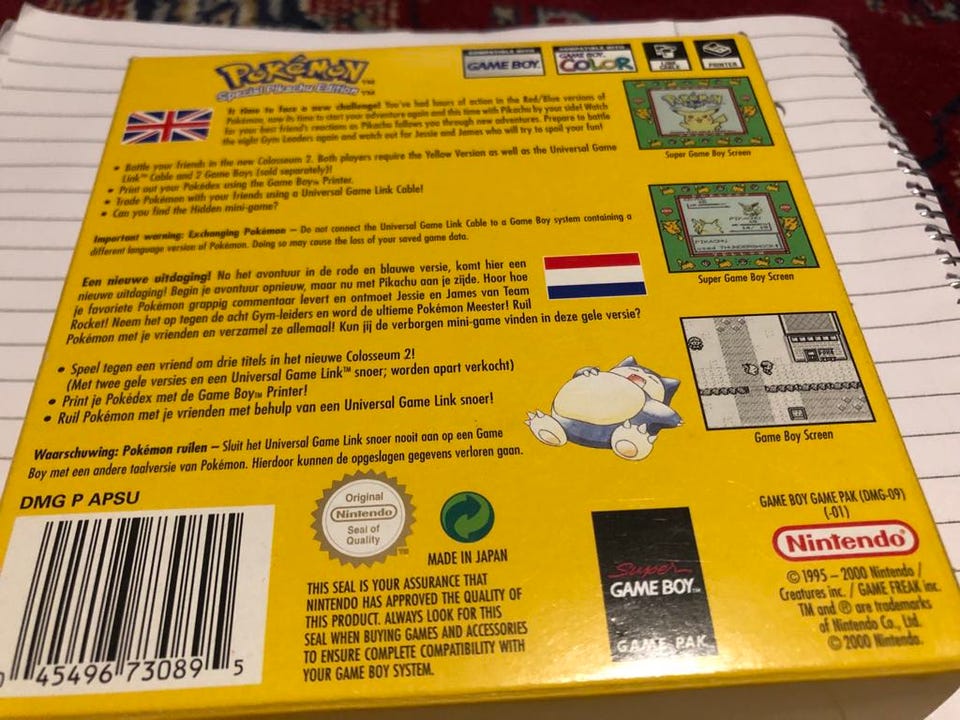 POKéMON™
Special Pikachu Edition™
COMPATIBLE WITH
GAME BOY
COMPATIBLE WITH
GAME BOY
COLOR
PRINTER
It time to face a new challenge! You've had hours of action in the Red/Blue versions of
Pokémon, now its time to start your adventure again and this time with Pikachu by your side! Watch
for your best friend's reactions as Pikachu follows you through new adventures. Prepare to battle
the eight Gym Leaders again and watch out for Jessie and James who will try to spoil your fun!
• Battle your friends in the new Colosseum 2. Both players require the Yellow Version as well as the Universal Game
Link™ Cable and 2 Game Boys (sold separately)!
• Print out your Pokédex using the Game Boy™ Printer.
• Trade Pokémon with your friends using a Universal Game Link Cable!
• Can you find the Hidden mini-game?
Important warning: Exchanging Pokémon – Do not connect the Universal Game Link Cable to a Game Boy system containing a
different language version of Pokémon. Doing so may cause the loss of your saved game data.
Een nieuwe uitdaging! Na het avontuur in de rode en blauwe versie, komt hier een
nieuwe uitdaging! Begin je avontuur opnieuw, maar nu met Pikachu aan je zijde. Hoor hoe
je favoriete Pokémon grappig commentaar levert en ontmoet Jessie en James van Team
Rocket! Neem het op tegen de acht Gym-leiders en word de ultieme Pokémon Meester! Ruil
Pokémon met je vrienden en verzamel ze allemaal! Kun jij de verborgen mini-game vinden in deze gele versie?
• Speel tegen een vriend om drie titels in het nieuwe Colosseum 2!
(Met twee gele versies en een Universal Game Link™ snoer; worden apart verkocht)
• Print je Pokédex met de Game Boy™ Printer!
• Ruil Pokémon met je vrienden met behulp van een Universal Game Link snoer!
Waarschuwing: Pokémon ruilen – Sluit het Universal Game Link snoer nooit aan op een Game
Boy met een andere taalversie van Pokémon. Hierdoor kunnen de opgeslagen gegevens verloren gaan.
Super Game Boy Screen
PIKACHU
PIKACHU
used THUNDERSHOCK!
Super Game Boy Screen
Game Boy Screen
DMG P APSU
0 45496 73089 5
Original
Nintendo
Seal of
Quality
™
MADE IN JAPAN
THIS SEAL IS YOUR ASSURANCE THAT
NINTENDO HAS APPROVED THE QUALITY OF
THIS PRODUCT. ALWAYS LOOK FOR THIS
SEAL WHEN BUYING GAMES AND ACCESSORIES
TO ENSURE COMPLETE COMPATIBILITY WITH
YOUR GAME BOY SYSTEM.
Super
GAME BOY™
GAME PAK
GAME BOY GAME PAK (DMG-09)
(-01)
Nintendo®
© 1995 – 2000 Nintendo /
Creatures inc. / GAME FREAK inc.
TM and ® are trademarks
of Nintendo Co., Ltd.
© 2000 Nintendo.